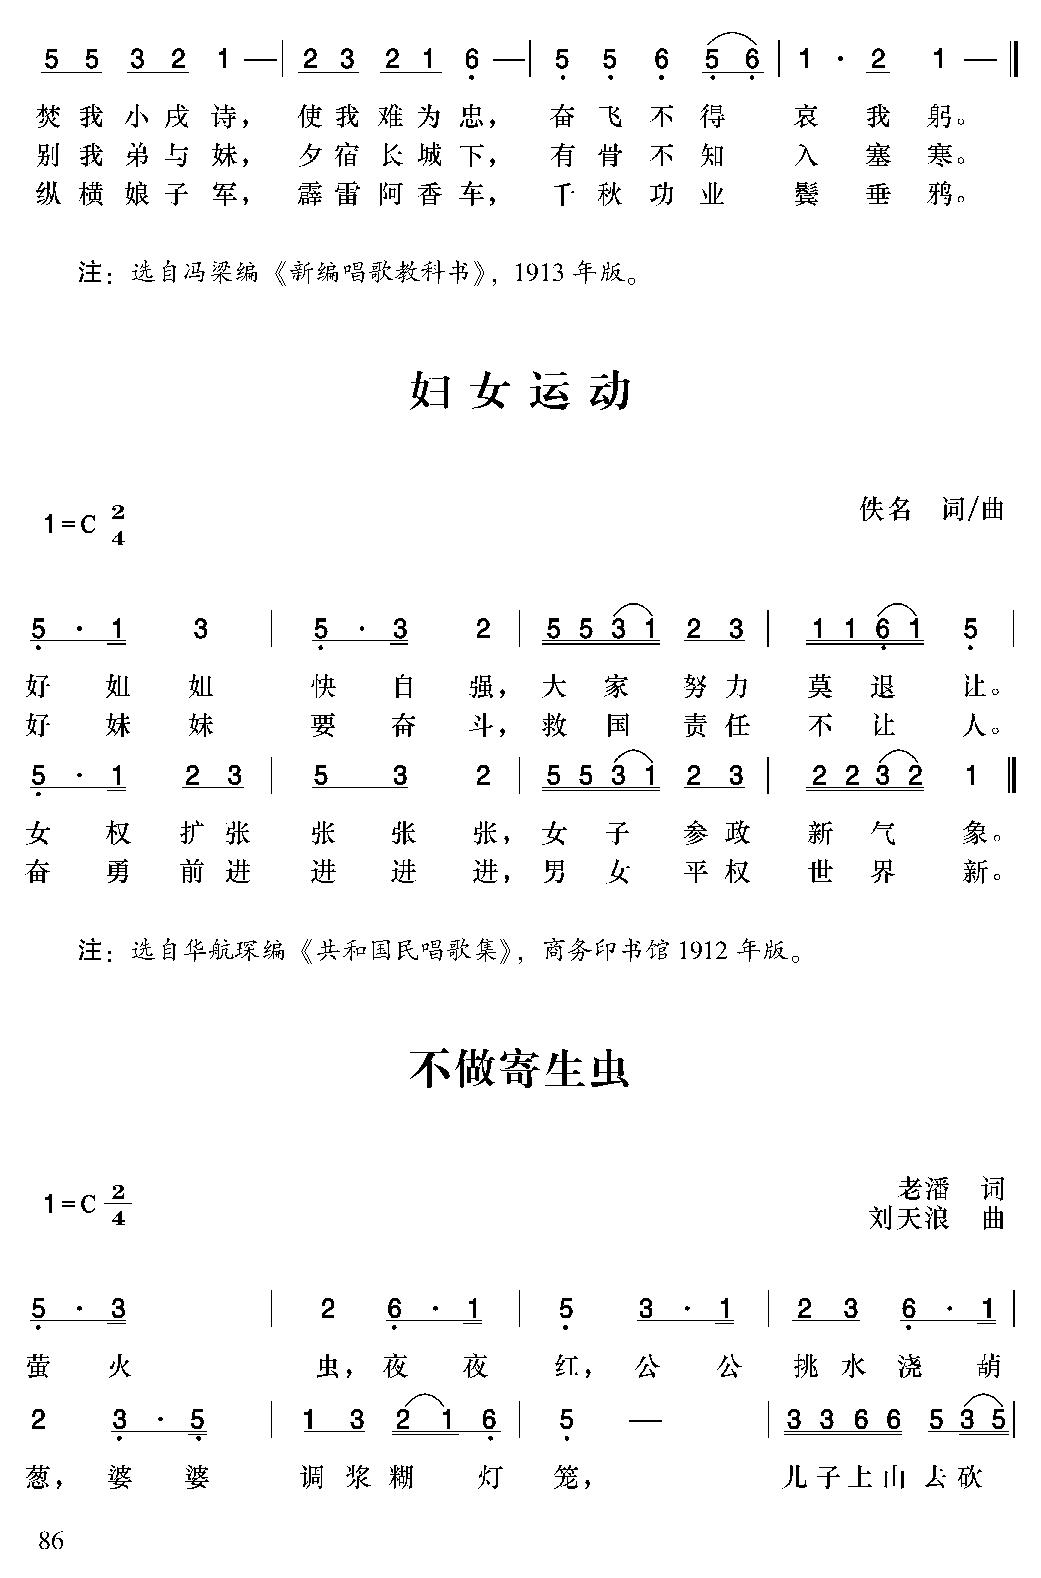 5 5 3 2 1 — | 2 3 2 1 6 — | 5 5 6 5 6 | 1 · 2 1 — ‖
焚我小戌诗，使我难为忠，奋飞不得哀我躬。
别我弟与妹，夕宿长城下，有骨不知入塞寒。
纵横娘子军，霹雷阿香车，千秋功业鬓垂鸦。
注：选自冯梁编《新编唱歌教科书》，1913 年版。
妇女运动
1=C 2/4
佚名 词/曲
5 · 1 3 | 5 · 3 2 | 5 5 3 1 2 3 | 1 1 6 1 5 |
好姐姐快自强，大家努力莫退让。
好妹妹要奋斗，救国责任不让人。
5 · 1 2 3 | 5 3 2 | 5 5 3 1 2 3 | 2 2 3 2 1 ‖
女权扩张张张张，女子参政新气象。
奋勇前进进进进，男女平权世界新。
注：选自华航琛编《共和国民唱歌集》，商务印书馆 1912 年版。
不做寄生虫
1=C 2/4
老潘 词
刘天浪 曲
5 · 3 | 2 6 · 1 | 5 3 · 1 | 2 3 6 · 1 |
萤火虫，夜夜红，公公挑水浇葫
2 3 · 5 | 1 3 2 1 6 | 5 — | 3 3 6 6 5 3 5 |
葱，婆婆调浆糊灯笼，儿子上山去砍
86